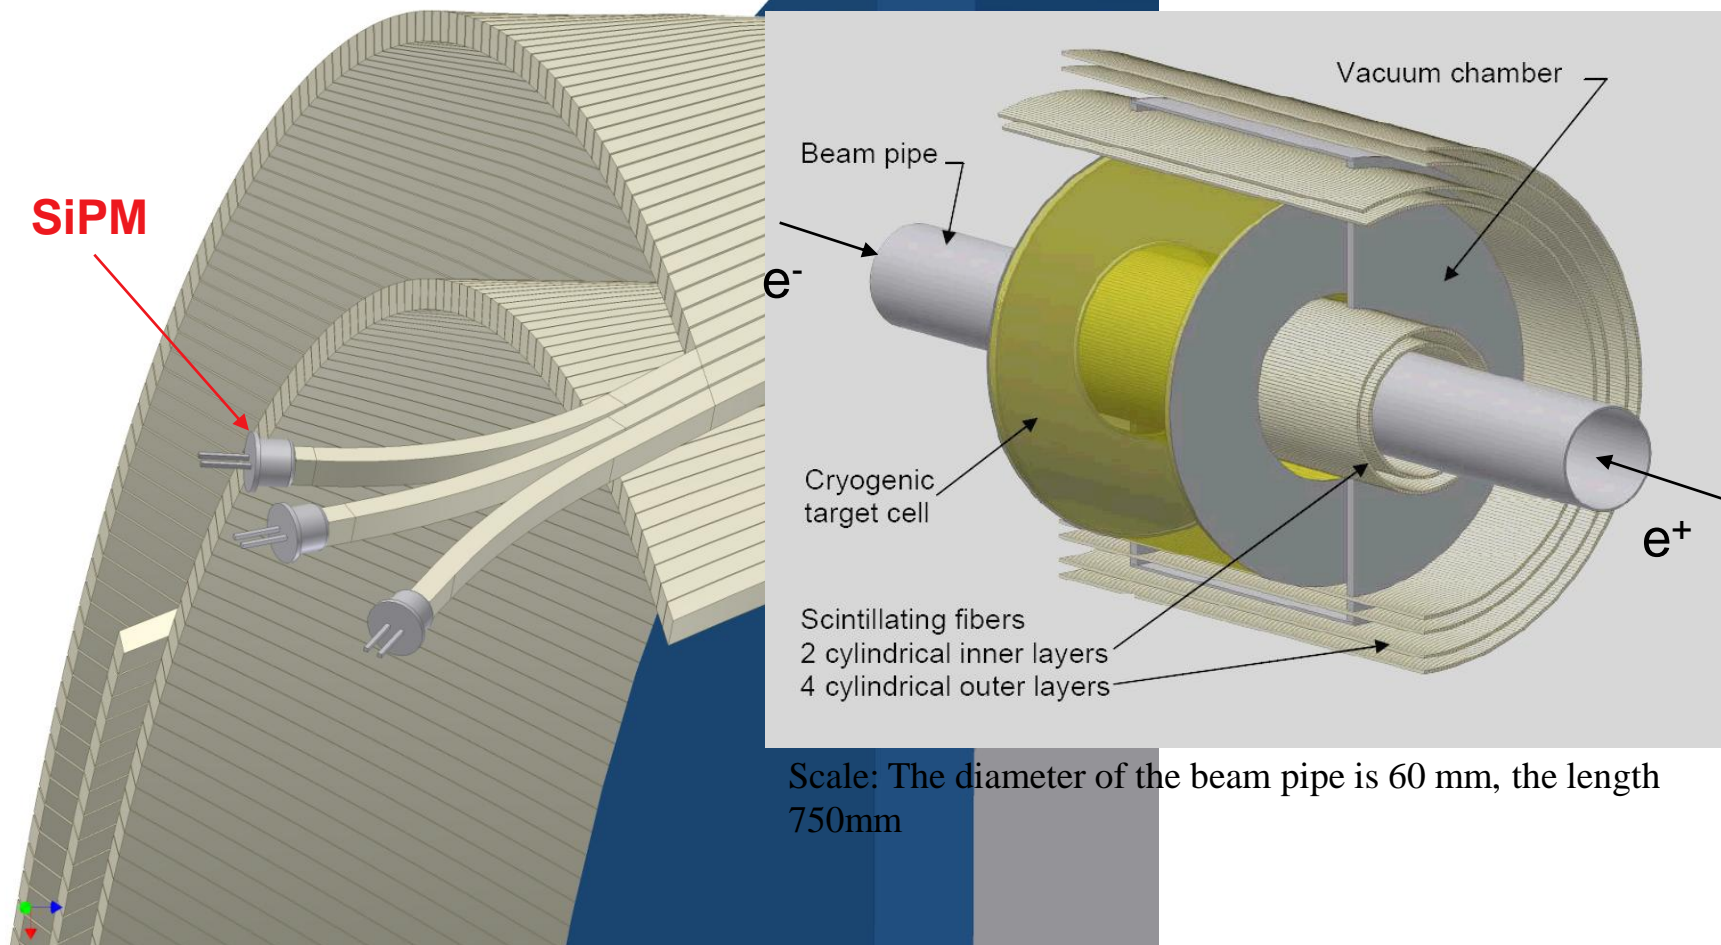 SiPM
Vacuum chamber
Beam pipe
e-
Cryogenic
target cell
e+
Scintillating fibers
2 cylindrical inner layers
4 cylindrical outer layers
Scale: The diameter of the beam pipe is 60 mm, the length
750mm